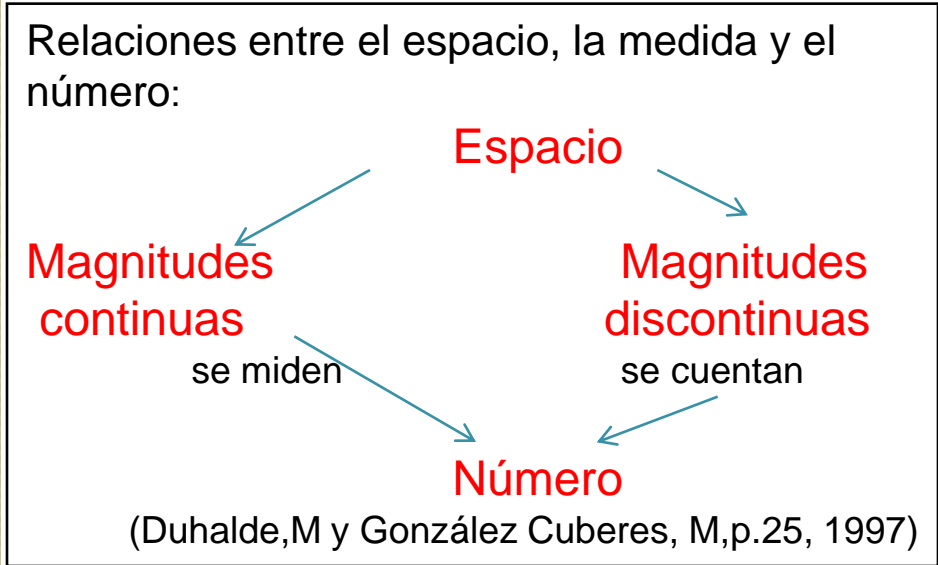 Relaciones entre el espacio, la medida y el
número:
Espacio
Magnitudes Magnitudes
continuas discontinuas
se miden se cuentan
Número
(Duhalde,M y González Cuberes, M,p.25, 1997)